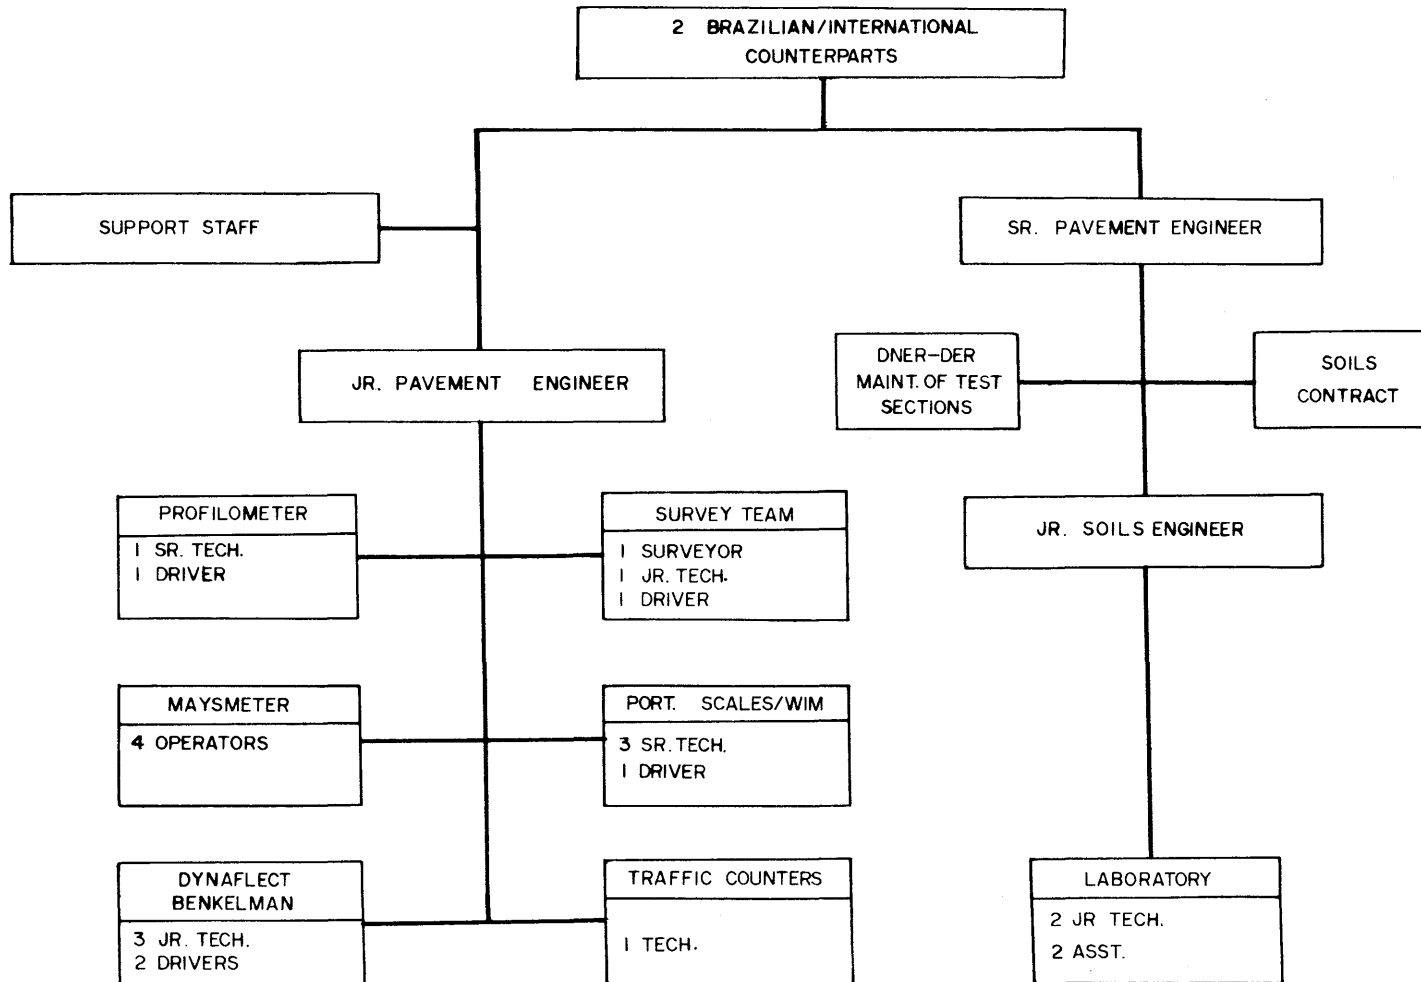 2 BRAZILIAN/INTERNATIONAL
COUNTERPARTS
SUPPORT STAFF
SR. PAVEMENT ENGINEER
JR. PAVEMENT ENGINEER
DNER-DER
MAINT. OF TEST
SECTIONS
SOILS
CONTRACT
PROFILOMETER
1 SR. TECH.
1 DRIVER
SURVEY TEAM
1 SURVEYOR
1 JR. TECH.
1 DRIVER
JR. SOILS ENGINEER
MAYSMETER
4 OPERATORS
PORT. SCALES/WIM
3 SR. TECH.
1 DRIVER
DYNAFLECT
BENKELMAN
3 JR. TECH.
2 DRIVERS
TRAFFIC COUNTERS
1 TECH.
LABORATORY
2 JR TECH.
2 ASST.